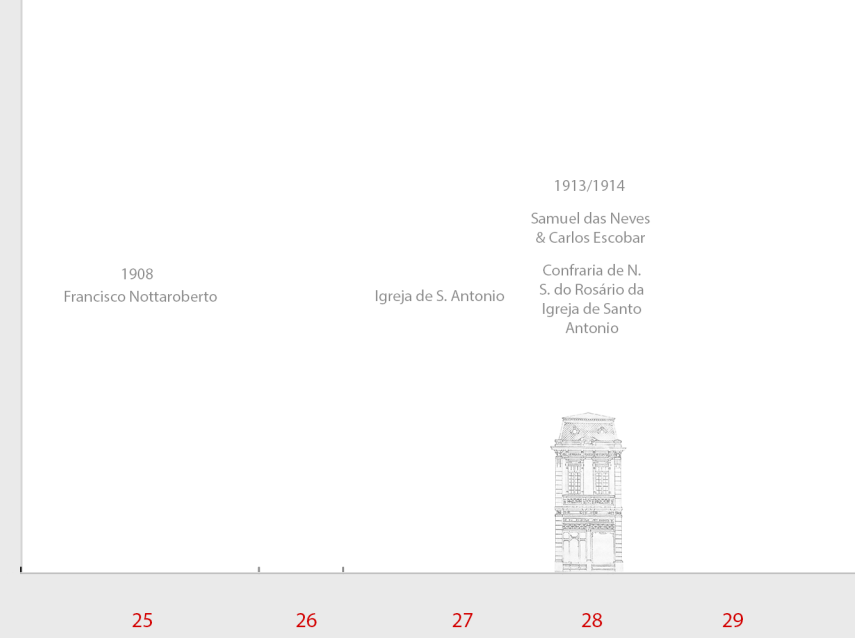 1913/1914
Samuel das Neves
& Carlos Escobar
Confraria de N.
S. do Rosário da
Igreja de Santo
Antonio
1908
Francisco Nottaroberto
Igreja de S. Antonio
25 26 27 28 29